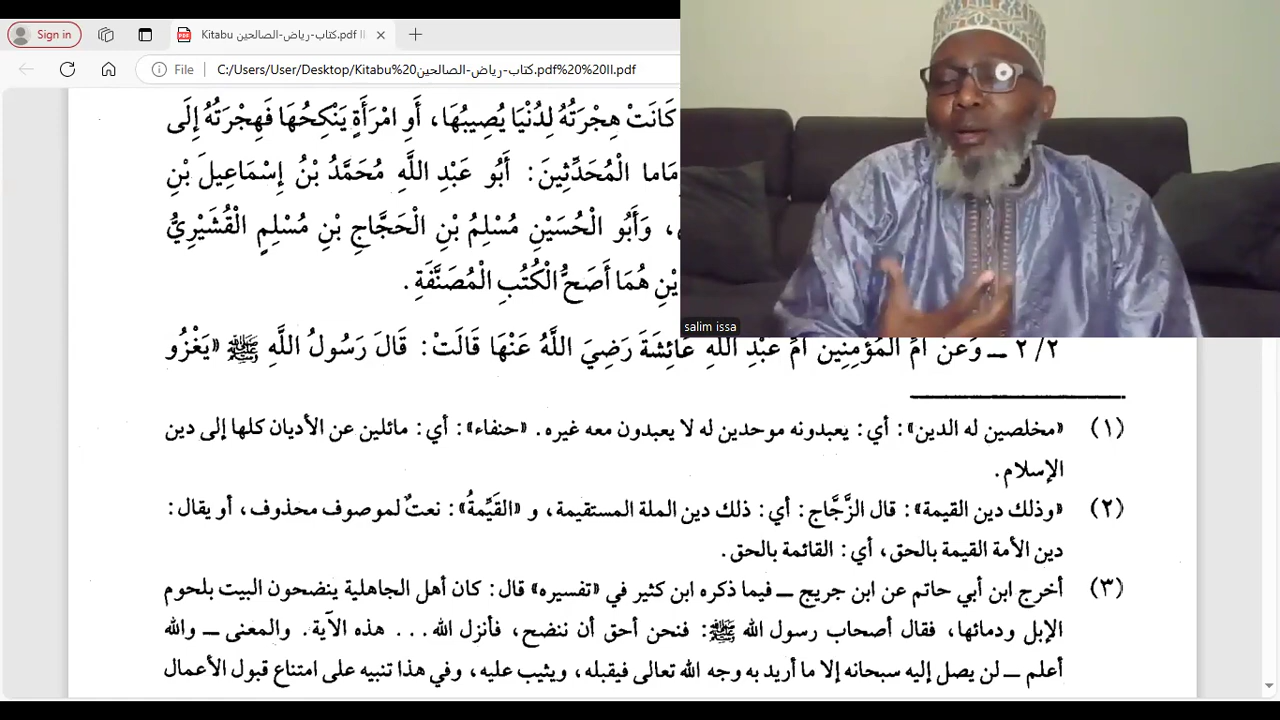 Sign in
Kitabu كتاب-رياض-الصالحين.pdf II.
File
C:/Users/User/Desktop/Kitabu%20كتاب-رياض-الصالحين.pdf%20%20II.pdf
كَانَتْ هِجْرَتُهُ لِدُنْيَا يُصِيبُهَا، أَوِ امْرَأَةٍ يَنْكِحُهَا فَهِجْرَتُهُ إِلَى
الْمُحَدِّثِينَ: أَبُو عَبْدِ اللَّهِ مُحَمَّدُ بْنُ إِسْمَاعِيلَ بْنِ
، وَأَبُو الْحُسَيْنِ مُسْلِمُ بْنِ الْحَجَّاجِ بْنِ مُسْلِمٍ الْقُشَيْرِيُّ
هُمَا أَصَحُّ الْكُتُبِ الْمُصَنَّفَةِ.
salim issa
٢/٢ ــ وَعَنْ أُمِّ الْمُؤْمِنِينَ أُمِّ عَبْدِ اللَّهِ عَائِشَةَ رَضِيَ اللَّهُ عَنْهَا قَالَتْ: قَالَ رَسُولُ اللَّهِ ﷺ «يَغْزُو
(١) «مخلصين له الدين»: أي: يعبدونه موحدين له لا يعبدون معه غيره. «حنفاء»: أي: مائلين عن الأديان كلها إلى دين
الإسلام.
(٢) «وذلك دين القيمة»: قال الزَّجَّاج: أي: ذلك دين الملة المستقيمة، و «القَيِّمةُ»: نعتٌ لموصوف محذوف، أو يقال:
دين الأمة القيمة بالحق، أي: القائمة بالحق.
(٣) أخرج ابن أبي حاتم عن ابن جريج ــ فيما ذكره ابن كثير في «تفسيره» قال: كان أهل الجاهلية ينضحون البيت بلحوم
الإبل ودمائها، فقال أصحاب رسول الله ﷺ: فنحن أحق أن ننضح، فأنزل الله... هذه الآية. والمعنى ــ والله
أعلم ــ لن يصل إليه سبحانه إلا ما أريد به وجه الله تعالى فيقبله، ويثيب عليه، وفي هذا تنبيه على امتناع قبول الأعمال